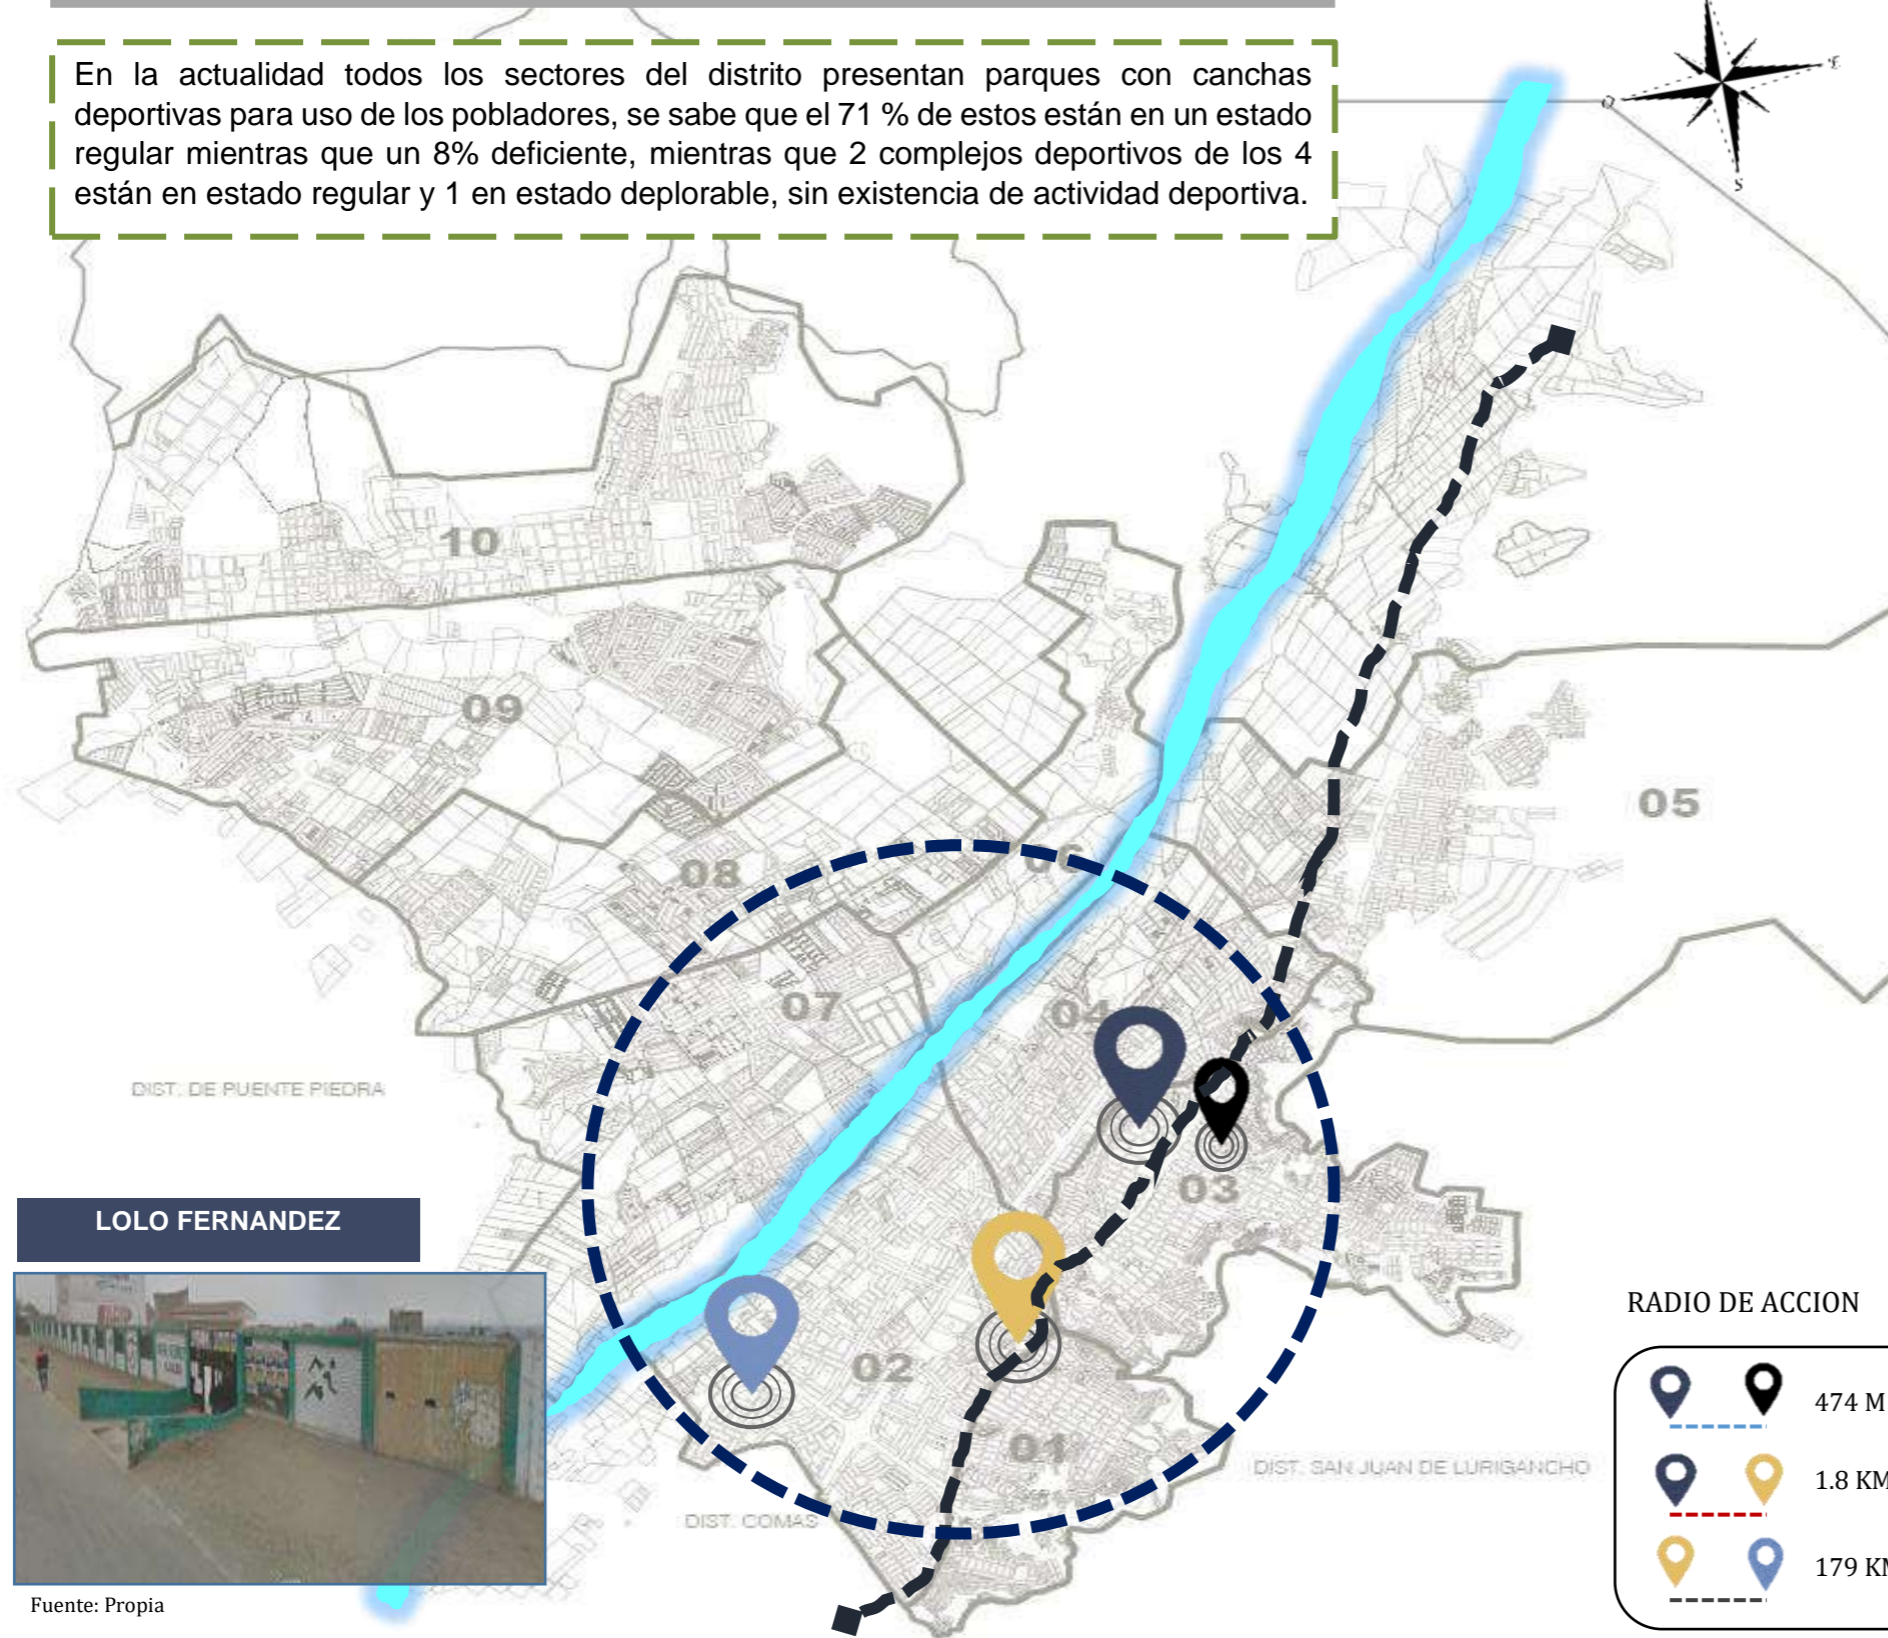 En la actualidad todos los sectores del distrito presentan parques con canchas
deportivas para uso de los pobladores, se sabe que el 71 % de estos están en un estado
regular mientras que un 8% deficiente, mientras que 2 complejos deportivos de los 4
están en estado regular y 1 en estado deplorable, sin existencia de actividad deportiva.
E
O
S
10
09
05
08
06
07
04
DIST. DE PUENTE PIEDRA
03
LOLO FERNANDEZ
RADIO DE ACCION
02
474 M
01
DIST. SAN JUAN DE LURIGANCHO
1.8 KM
DIST. COMAS
179 KM
Fuente: Propia